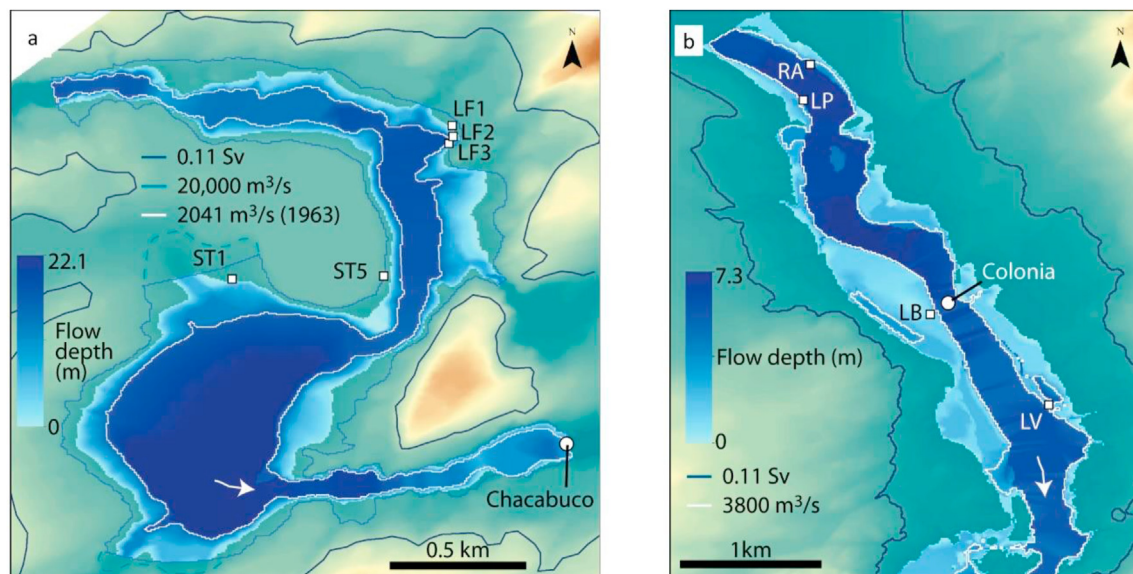 a
N
LF1
LF2
LF3
0.11 Sv
20,000 m³/s
2041 m³/s (1963)
22.1
ST1
ST5
Flow
depth
(m)
0
Chacabuco
0.5 km
b
N
RA
LP
7.3
Colonia
LB
Flow depth (m)
LV
0
0.11 Sv
3800 m³/s
1km